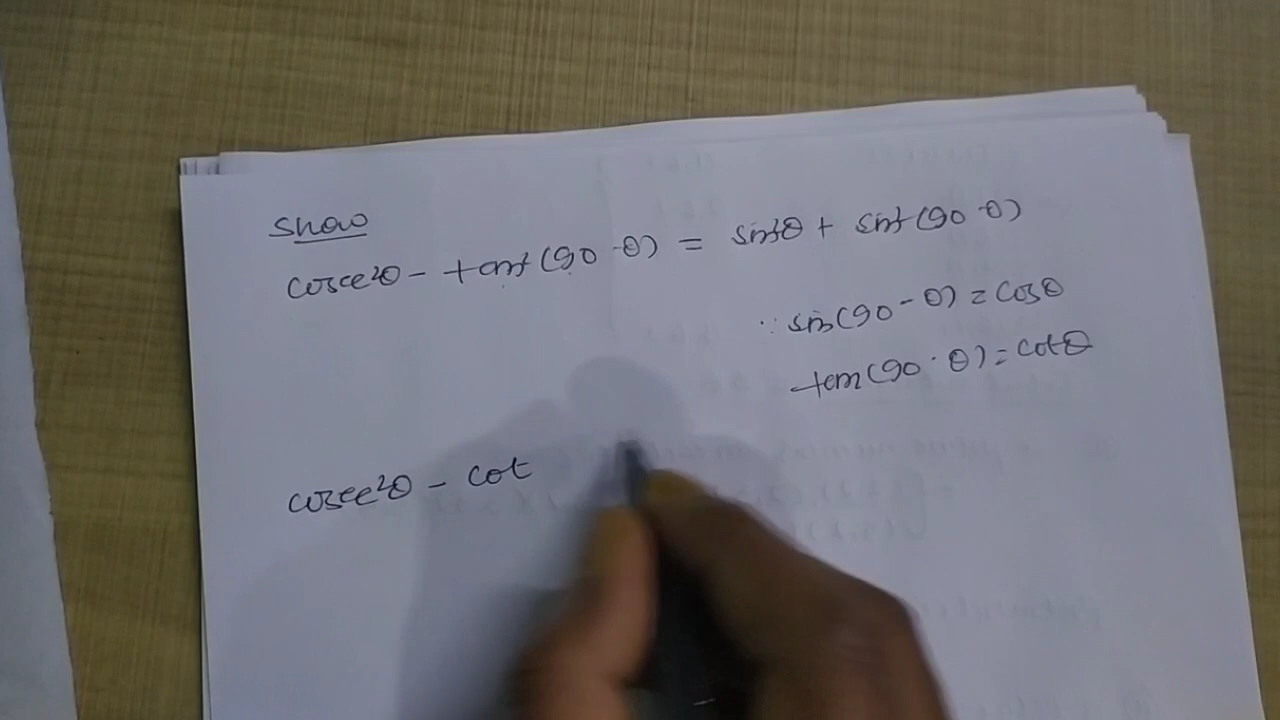 Show
cosec²θ - tan²(90-θ) = sin²θ + sin²(90-θ)
∵ sin(90-θ) = cosθ
tan(90-θ) = cotθ
cosec²θ - cot